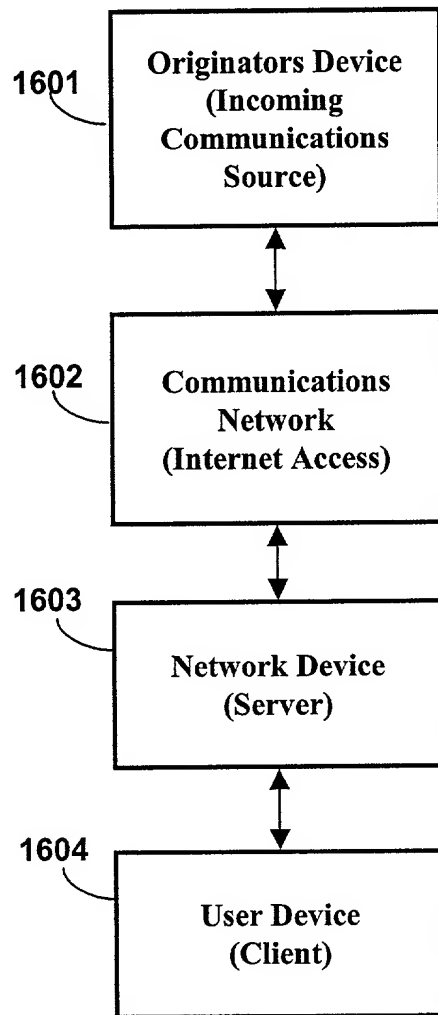 1601
Originators Device
(Incoming
Communications
Source)
1602
Communications
Network
(Internet Access)
1603
Network Device
(Server)
1604
User Device
(Client)